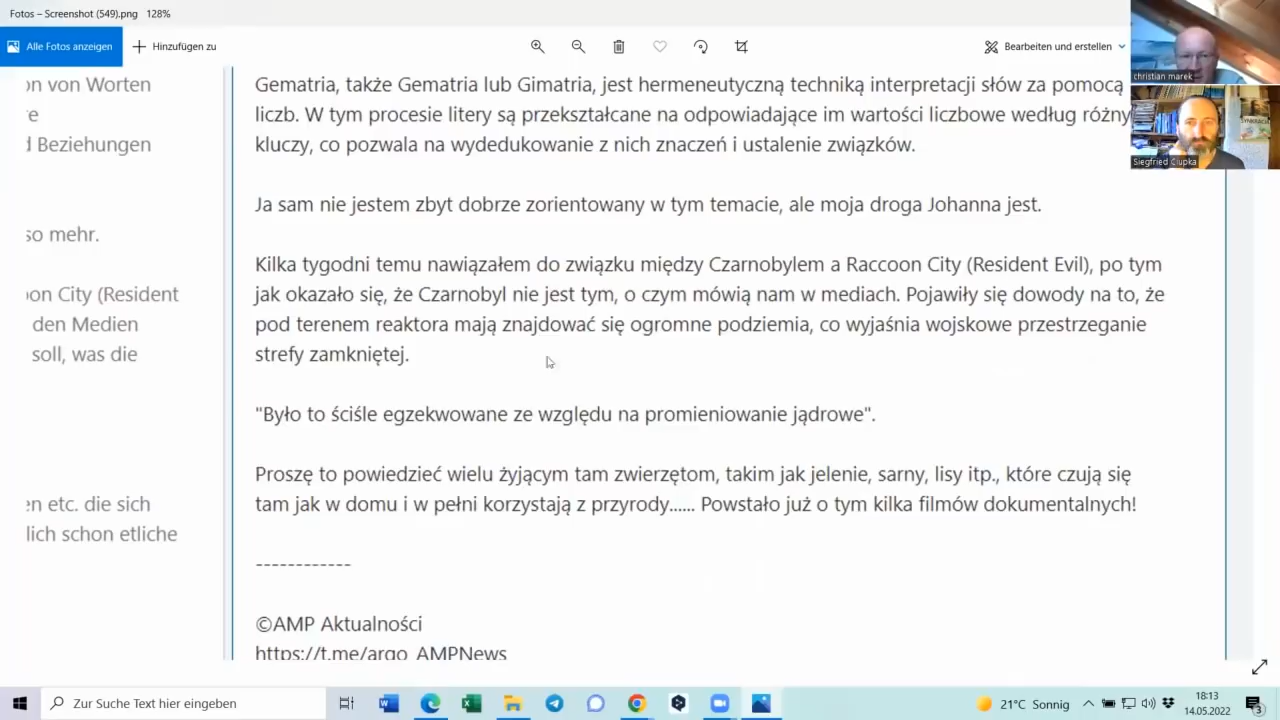 Fotos – Screenshot (549).png 128%
Alle Fotos anzeigen
Hinzufügen zu
Bearbeiten und erstellen
christian marek
Siegfried Ciupka
on von Worten
re
d Beziehungen
so mehr.
oon City (Resident
den Medien
soll, was die
en etc. die sich
lich schon etliche
Gematria, także Gematria lub Gimatria, jest hermeneutyczną techniką interpretacji słów za pomocą
liczb. W tym procesie litery są przekształcane na odpowiadające im wartości liczbowe według różny
kluczy, co pozwala na wydedukowanie z nich znaczeń i ustalenie związków.
Ja sam nie jestem zbyt dobrze zorientowany w tym temacie, ale moja droga Johanna jest.
Kilka tygodni temu nawiązałem do związku między Czarnobylem a Raccoon City (Resident Evil), po tym
jak okazało się, że Czarnobyl nie jest tym, o czym mówią nam w mediach. Pojawiły się dowody na to, że
pod terenem reaktora mają znajdować się ogromne podziemia, co wyjaśnia wojskowe przestrzeganie
strefy zamkniętej.
"Było to ściśle egzekwowane ze względu na promieniowanie jądrowe".
Proszę to powiedzieć wielu żyjącym tam zwierzętom, takim jak jelenie, sarny, lisy itp., które czują się
tam jak w domu i w pełni korzystają z przyrody...... Powstało już o tym kilka filmów dokumentalnych!
------------
©AMP Aktualności
https://t.me/argo_AMPNews
Zur Suche Text hier eingeben
21°C Sonnig
18:13
14.05.2022
3